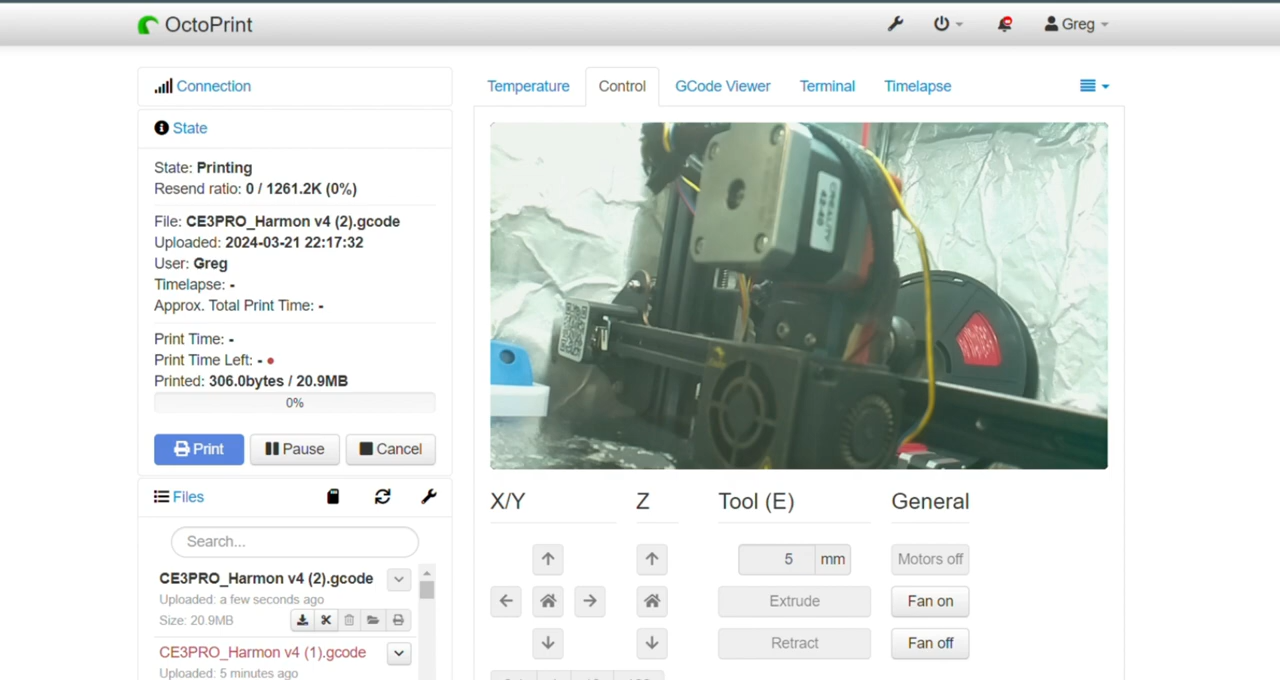 OctoPrint
Greg
Connection
State
State: Printing
Resend ratio: 0 / 1261.2K (0%)
File: CE3PRO_Harmon v4 (2).gcode
Uploaded: 2024-03-21 22:17:32
User: Greg
Timelapse: -
Approx. Total Print Time: -
Print Time: -
Print Time Left: -
Printed: 306.0bytes / 20.9MB
0%
Print Pause Cancel
Files
Search...
CE3PRO_Harmon v4 (2).gcode
Uploaded: a few seconds ago
Size: 20.9MB
CE3PRO_Harmon v4 (1).gcode
Uploaded: 5 minutes ago
Temperature Control GCode Viewer Terminal Timelapse
CREALITY
42-40
X/Y Z Tool (E) General
5 mm Motors off
Extrude Fan on
Retract Fan off